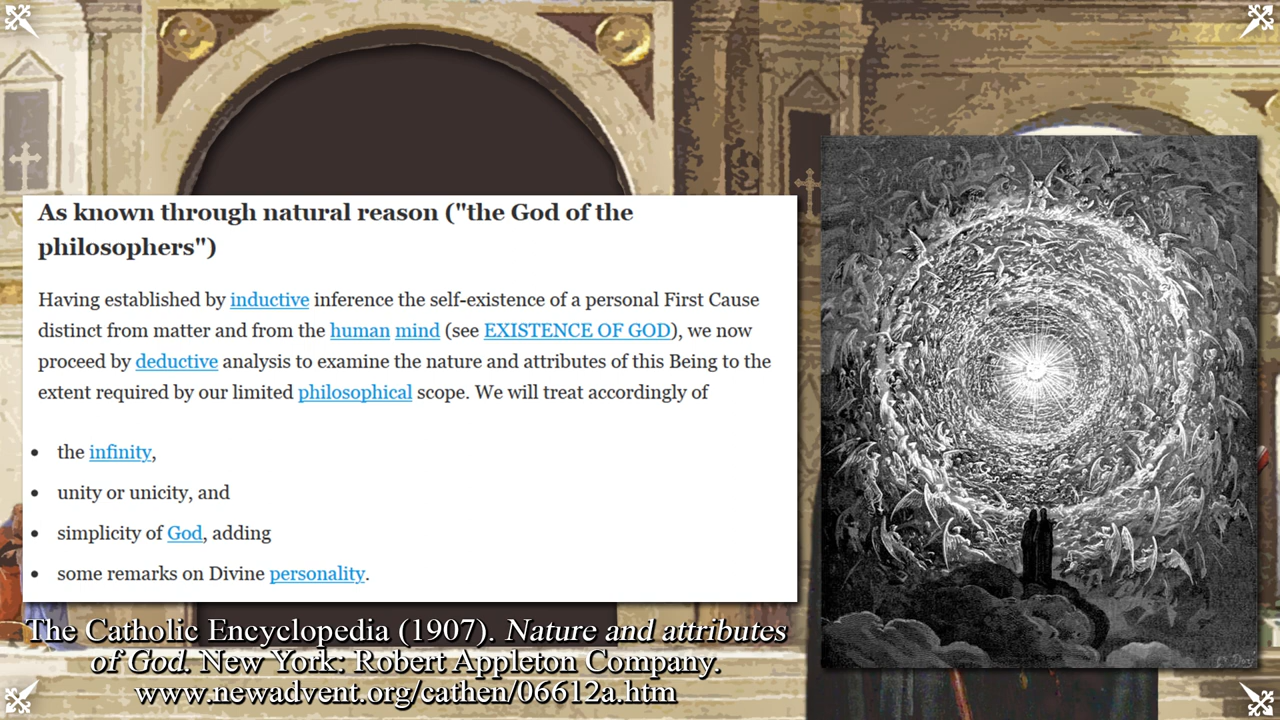 As known through natural reason ("the God of the
philosophers")
Having established by inductive inference the self-existence of a personal First Cause
distinct from matter and from the human mind (see EXISTENCE OF GOD), we now
proceed by deductive analysis to examine the nature and attributes of this Being to the
extent required by our limited philosophical scope. We will treat accordingly of
• the infinity,
• unity or unicity, and
• simplicity of God, adding
• some remarks on Divine personality.
The Catholic Encyclopedia (1907). Nature and attributes
of God. New York: Robert Appleton Company.
www.newadvent.org/cathen/06612a.htm